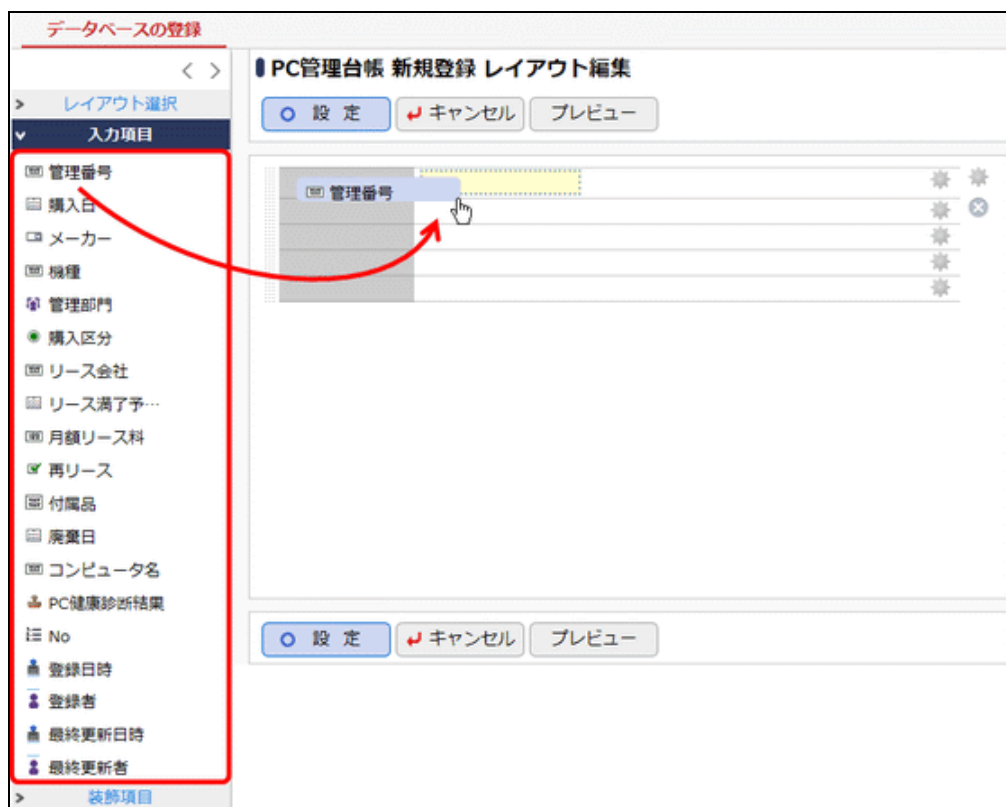 データベースの登録
レイアウト選択
入力項目
管理番号
購入日
メーカー
機種
管理部門
購入区分
リース会社
リース満了予…
月額リース料
再リース
付属品
廃棄日
コンピュータ名
PC健康診断結果
No
登録日時
登録者
最終更新日時
最終更新者
装飾項目
PC管理台帳 新規登録 レイアウト編集
設 定 キャンセル プレビュー
管理番号
設 定 キャンセル プレビュー